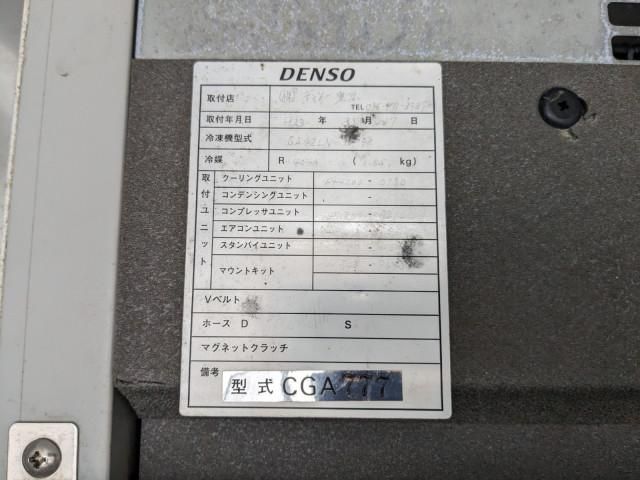 DENSO
取付店
TEL
取付年月日 年 月 日
冷凍機型式
冷媒 R ( kg)
取付ユニット
クーリングユニット -
コンデンシングユニット -
コンプレッサユニット -
エアコンユニット -
スタンバイユニット -
マウントキット -
Vベルト
ホース D S
マグネットクラッチ
備考
型式 CGA777